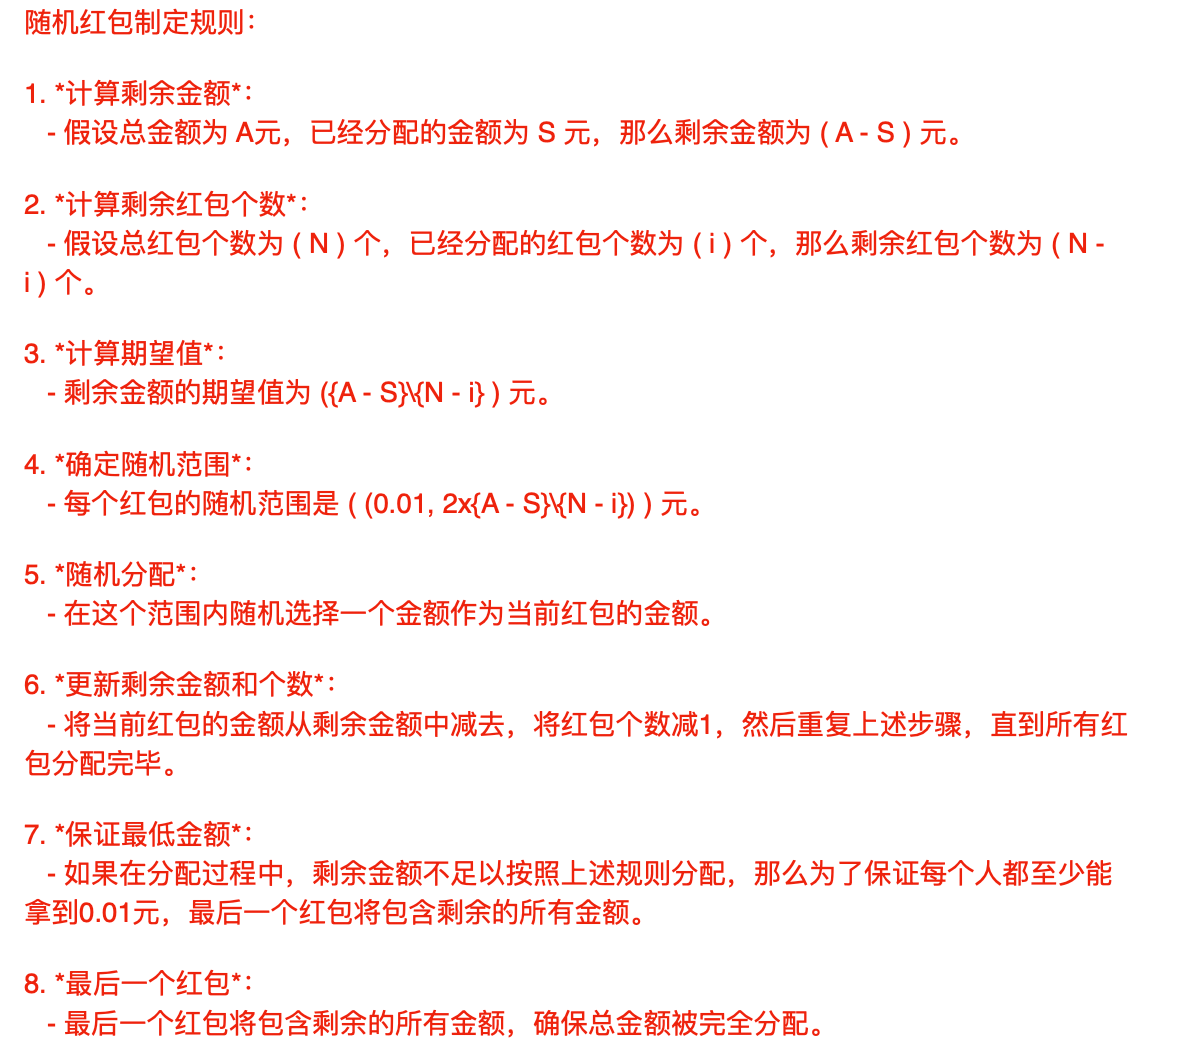 随机红包制定规则：
1. *计算剩余金额*：
- 假设总金额为 A元，已经分配的金额为 S 元，那么剩余金额为 ( A - S ) 元。
2. *计算剩余红包个数*：
- 假设总红包个数为 ( N ) 个，已经分配的红包个数为 ( i ) 个，那么剩余红包个数为 ( N -
i ) 个。
3. *计算期望值*：
- 剩余金额的期望值为 ({A - S}\{N - i} ) 元。
4. *确定随机范围*：
- 每个红包的随机范围是 ( (0.01, 2x{A - S}\{N - i}) ) 元。
5. *随机分配*：
- 在这个范围内随机选择一个金额作为当前红包的金额。
6. *更新剩余金额和个数*：
- 将当前红包的金额从剩余金额中减去，将红包个数减1，然后重复上述步骤，直到所有红
包分配完毕。
7. *保证最低金额*：
- 如果在分配过程中，剩余金额不足以按照上述规则分配，那么为了保证每个人都至少能
拿到0.01元，最后一个红包将包含剩余的所有金额。
8. *最后一个红包*：
- 最后一个红包将包含剩余的所有金额，确保总金额被完全分配。